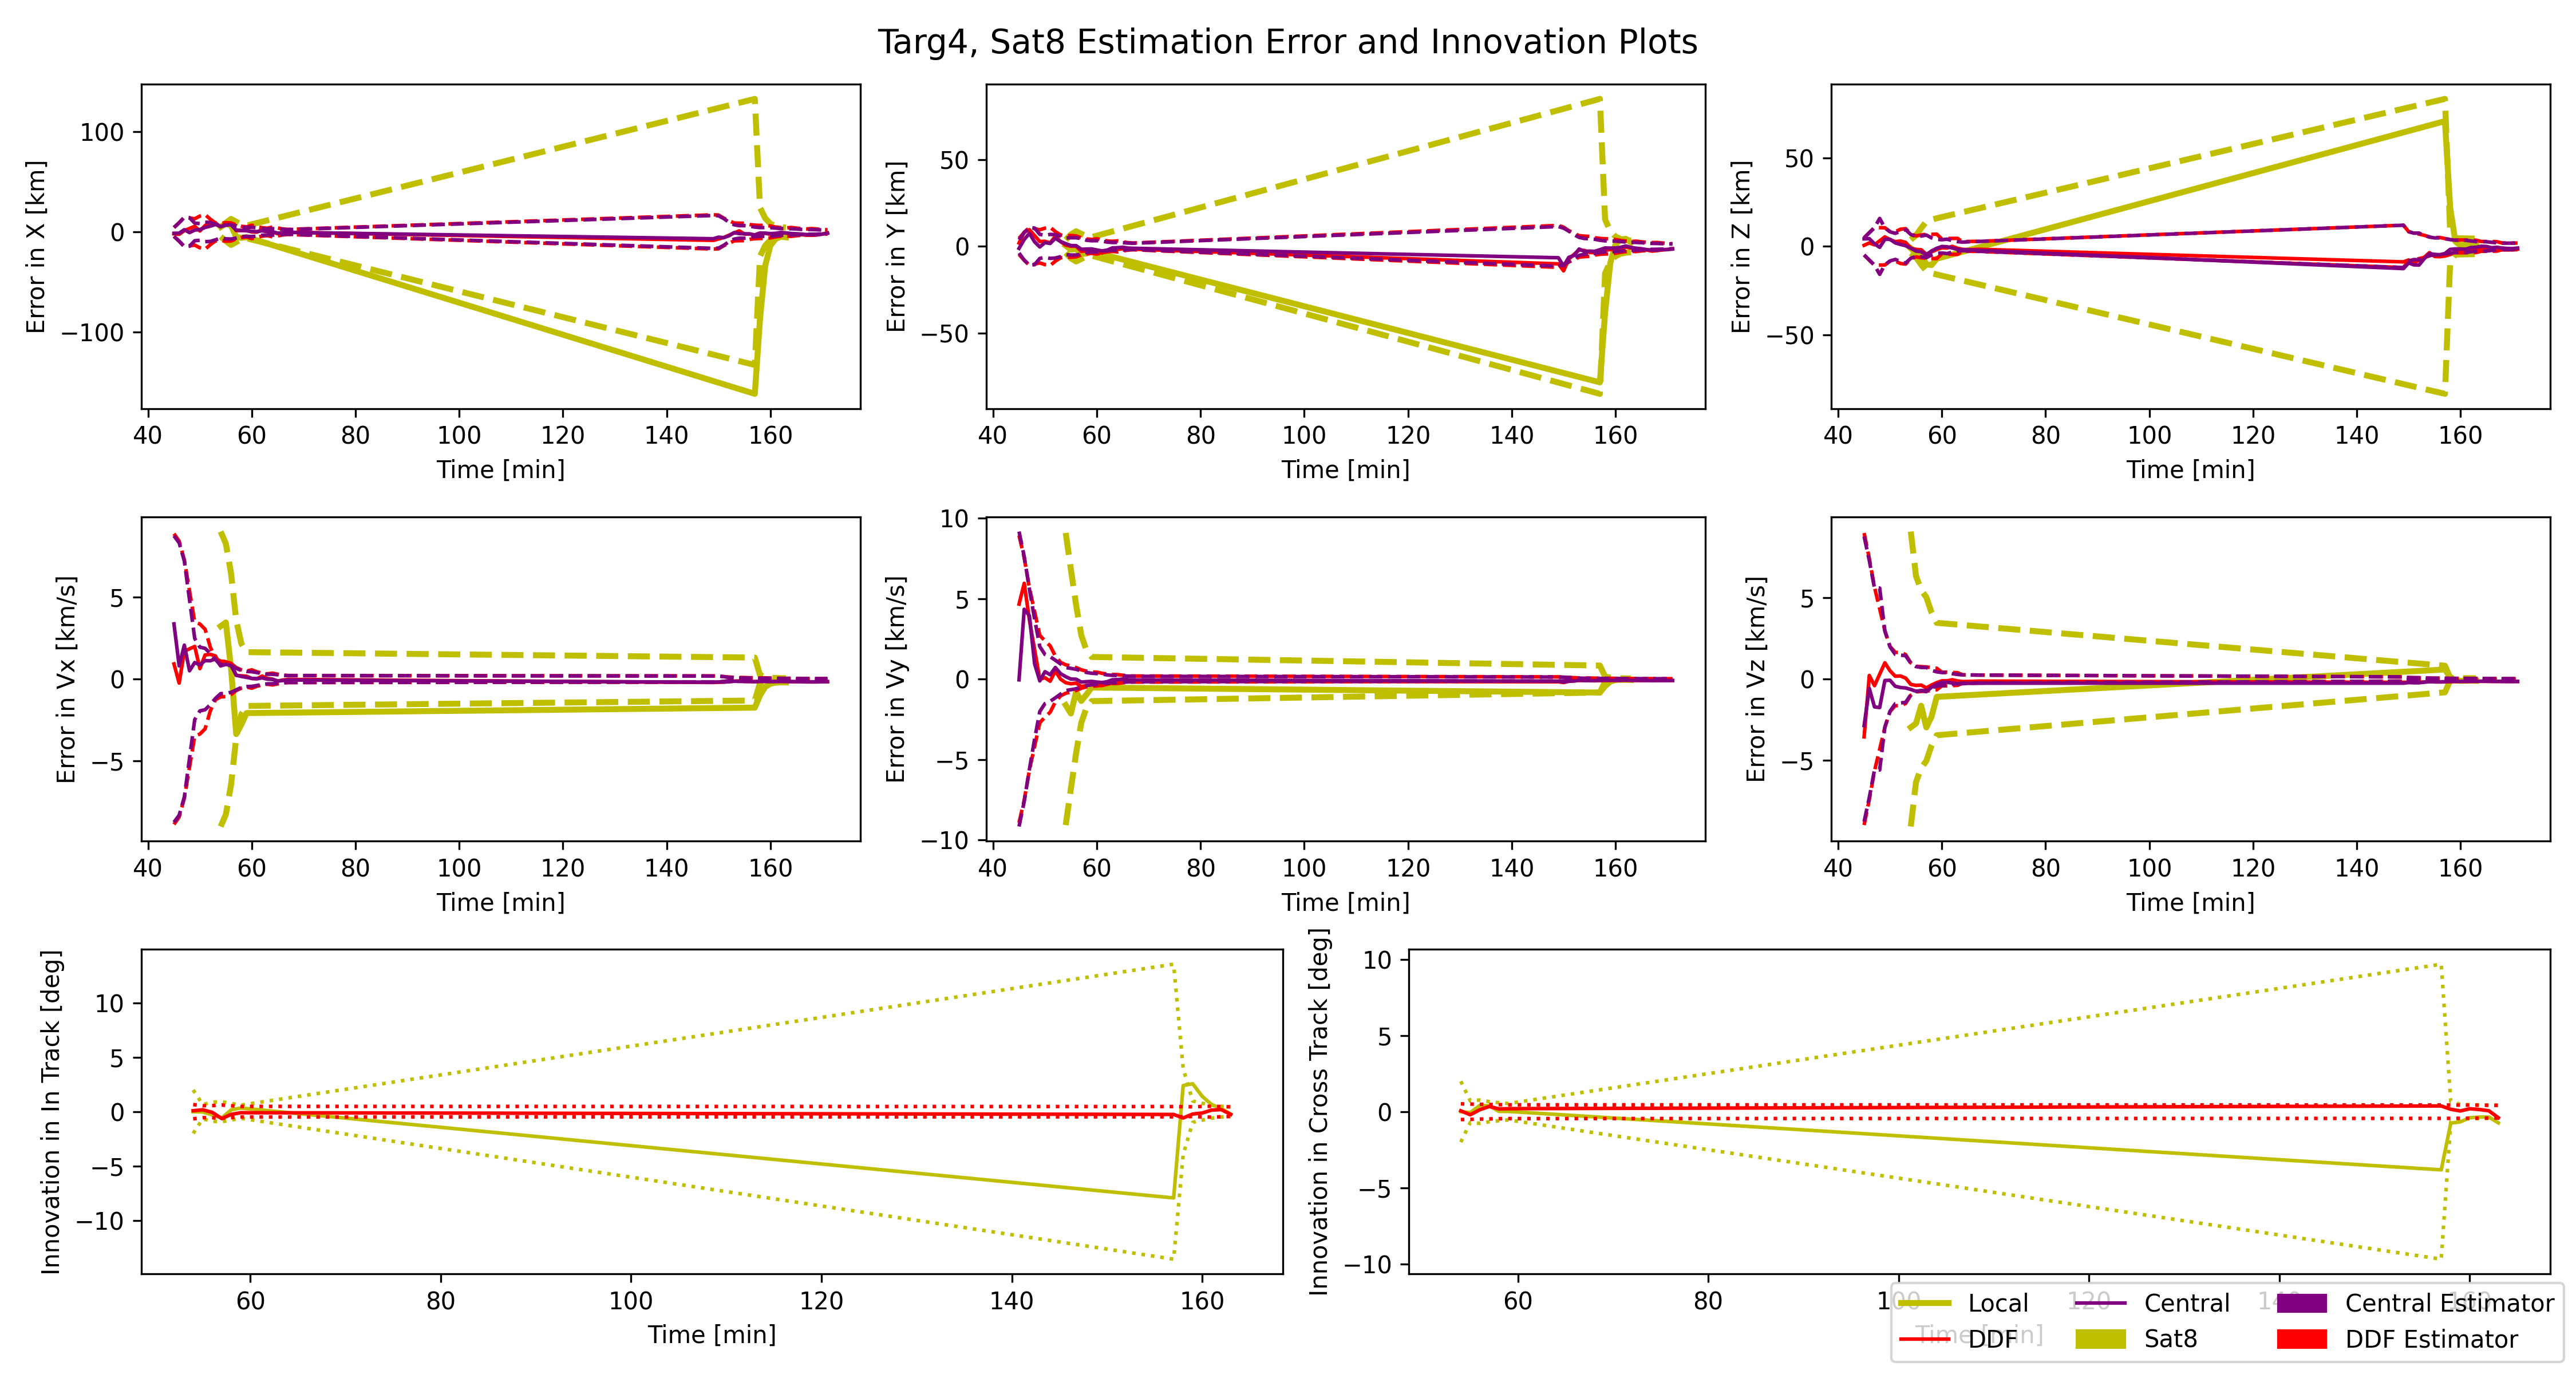 Targ4, Sat8 Estimation Error and Innovation Plots
Error in X [km]
100
0
−100
40 60 80 100 120 140 160
Time [min]
Error in Y [km]
50
0
−50
40 60 80 100 120 140 160
Time [min]
Error in Z [km]
50
0
−50
40 60 80 100 120 140 160
Time [min]
Error in Vx [km/s]
5
0
−5
40 60 80 100 120 140 160
Time [min]
Error in Vy [km/s]
10
5
0
−5
−10
40 60 80 100 120 140 160
Time [min]
Error in Vz [km/s]
5
0
−5
40 60 80 100 120 140 160
Time [min]
Innovation in In Track [deg]
10
5
0
−5
−10
60 80 100 120 140 160
Time [min]
Innovation in Cross Track [deg]
10
5
0
−5
−10
60 80 100 120 140 160
Time [min]
Local Central Central Estimator
DDF Sat8 DDF Estimator